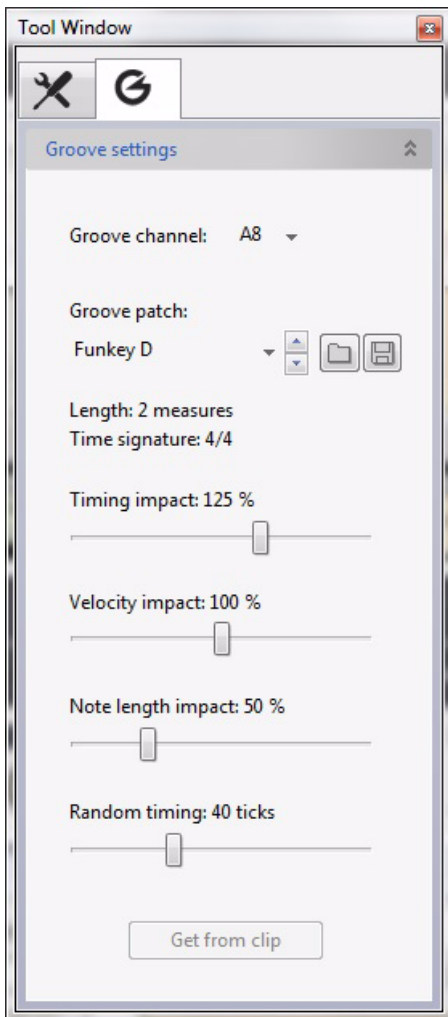 Tool Window
Groove settings
Groove channel: A8
Groove patch:
Funkey D
Length: 2 measures
Time signature: 4/4
Timing impact: 125 %
Velocity impact: 100 %
Note length impact: 50 %
Random timing: 40 ticks
Get from clip